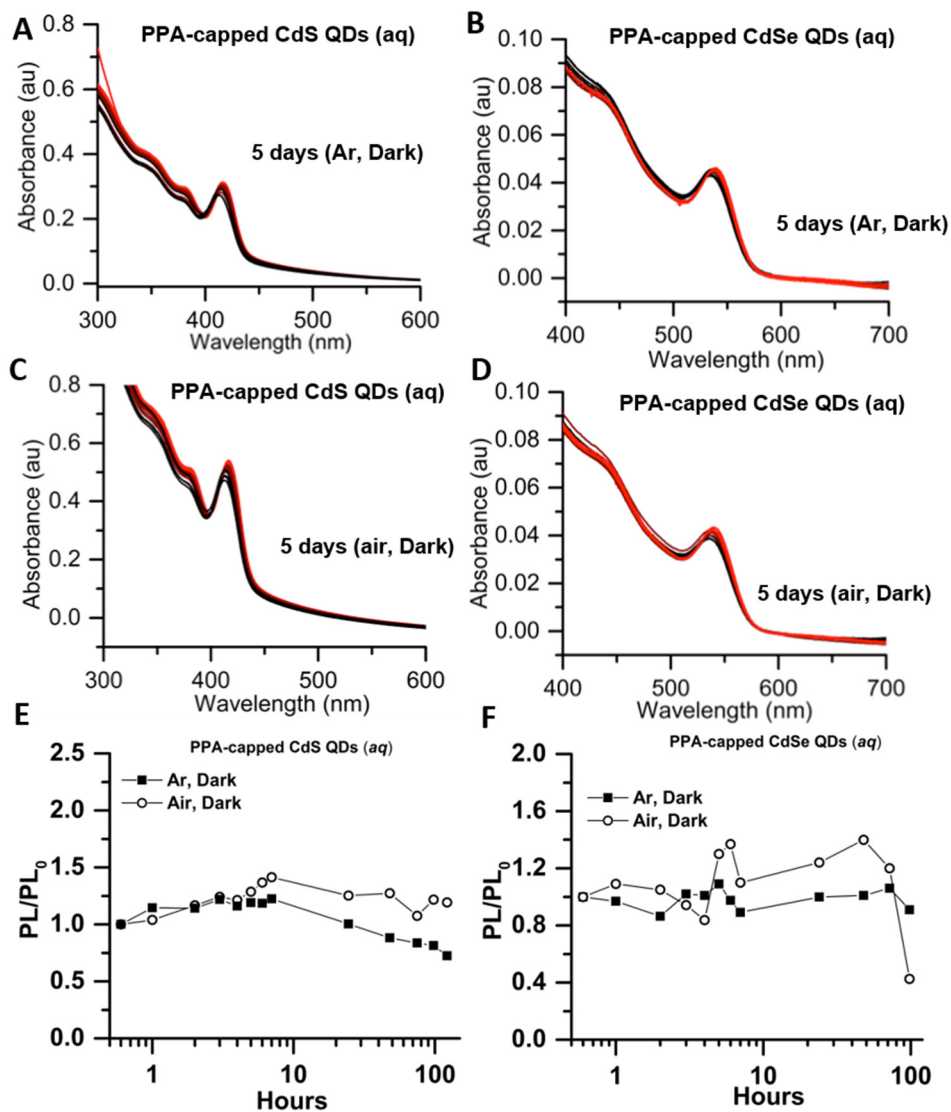 A
PPA-capped CdS QDs (aq)
5 days (Ar, Dark)
Absorbance (au)
0.8
0.6
0.4
0.2
0.0
300 400 500 600
Wavelength (nm)
B
PPA-capped CdSe QDs (aq)
5 days (Ar, Dark)
Absorbance (au)
0.10
0.08
0.06
0.04
0.02
0.00
400 500 600 700
Wavelength (nm)
C
PPA-capped CdS QDs (aq)
5 days (air, Dark)
Absorbance (au)
0.8
0.6
0.4
0.2
0.0
300 400 500 600
Wavelength (nm)
D
PPA-capped CdSe QDs (aq)
5 days (air, Dark)
Absorbance (au)
0.10
0.08
0.06
0.04
0.02
0.00
400 500 600 700
Wavelength (nm)
E
PPA-capped CdS QDs (aq)
Ar, Dark
Air, Dark
PL/PL0
2.5
2.0
1.5
1.0
0.5
0.0
1 10 100
Hours
F
PPA-capped CdSe QDs (aq)
Ar, Dark
Air, Dark
PL/PL0
2.0
1.6
1.2
0.8
0.4
0.0
1 10 100
Hours